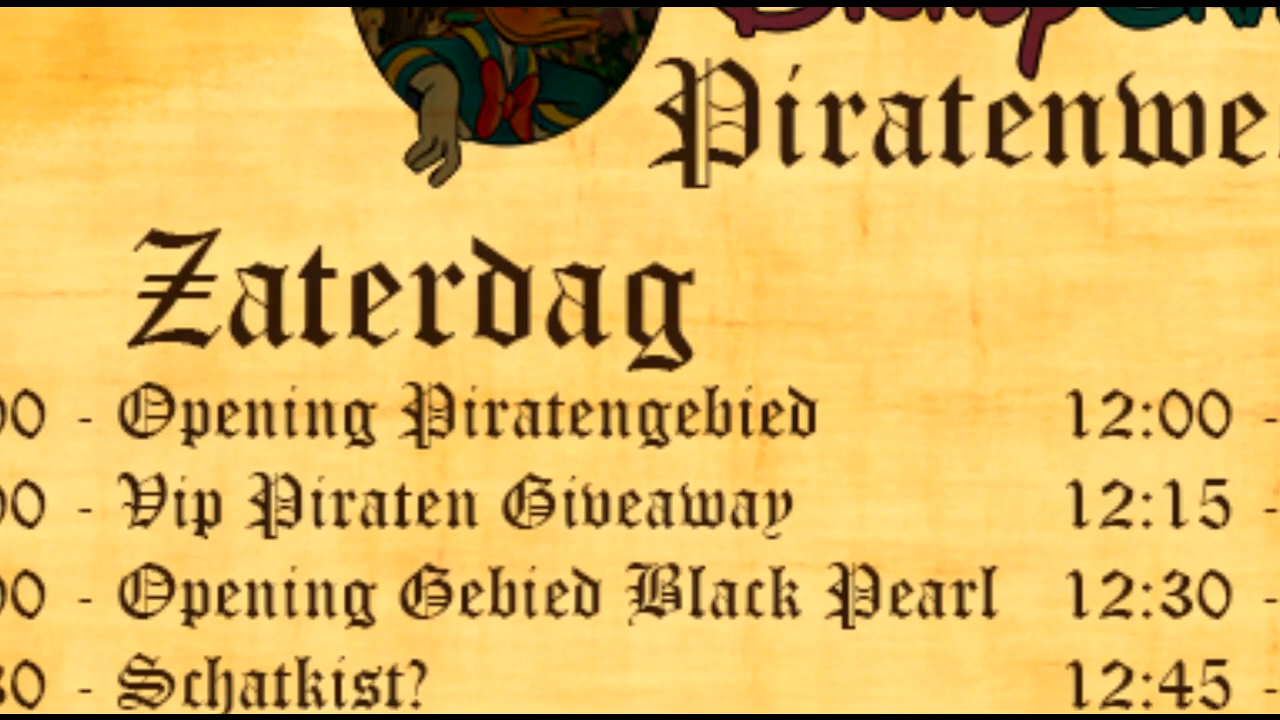 Piratenwe
Zaterdag
00 - Opening Piratengebied 12:00 -
00 - Vip Piraten Giveaway 12:15 -
00 - Opening Gebied Black Pearl 12:30 -
30 - Schatkist? 12:45 -